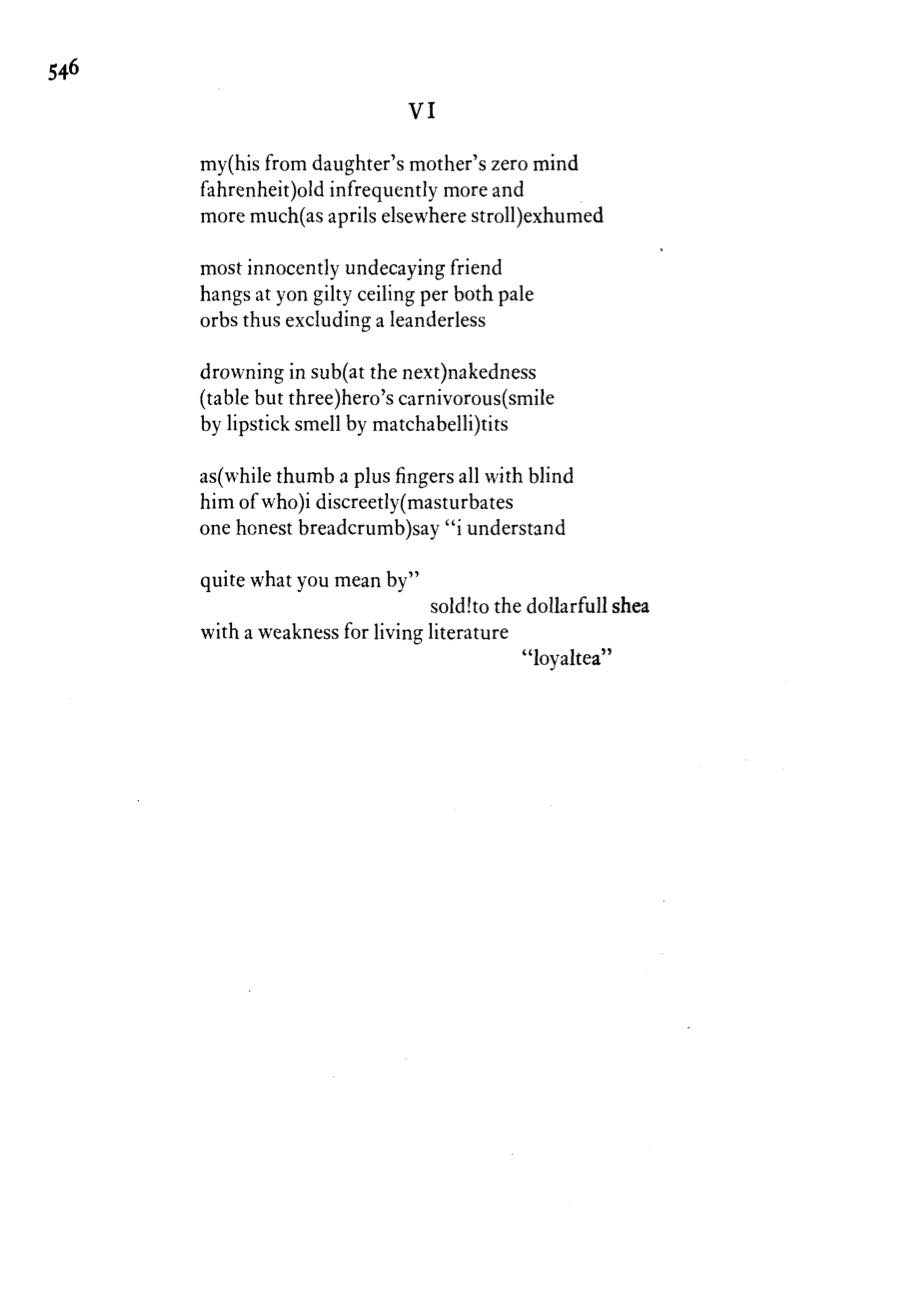 546
VI
my(his from daughter’s mother’s zero mind
fahrenheit)old infrequently more and
more much(as aprils elsewhere stroll)exhumed
most innocently undecaying friend
hangs at yon gilty ceiling per both pale
orbs thus excluding a leanderless
drowning in sub(at the next)nakedness
(table but three)hero’s carnivorous(smile
by lipstick smell by matchabelli)tits
as(while thumb a plus fingers all with blind
him of who)i discreetly(masturbates
one honest breadcrumb)say “i understand
quite what you mean by”
sold!to the dollarfull shea
with a weakness for living literature
“loyaltea”